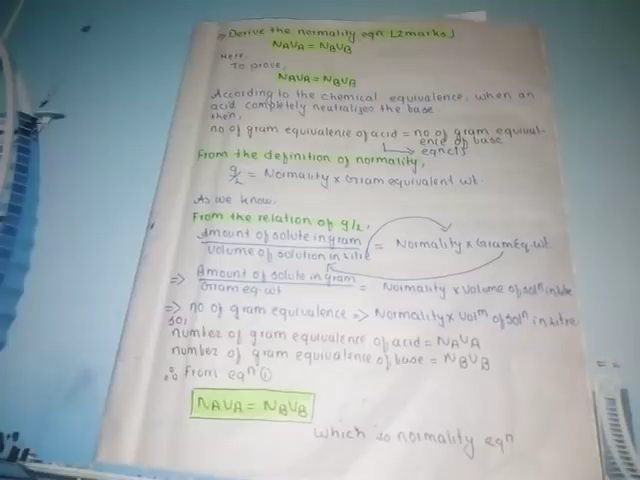 Derive the normality eqn [2marks]
NAVA = NBVB
Here,
To prove,
NAVA = NBVB
According to the chemical equivalence, when an
acid completely neutralizes the base
then,
no of gram equivalence of acid = no of gram equival-
ence of base
eqn(i)
From the definition of normality,
g/L = Normality x Gram equivalent wt
As we know.
From the relation of g/L,
Amount of solute in gram / Volume of solution in litre = Normality x Gram Eq. wt
=> Amount of solute in gram / Gram eq. wt = Normality x volume of solⁿ in litre
=> no of gram equivalence => Normality x Volᵐ of solⁿ in litre
so,
number of gram equivalence of acid = NAVA
number of gram equivalence of base = NBVB
∴ From eqⁿ ①
NAVA = NBVB
which is normality eqⁿ